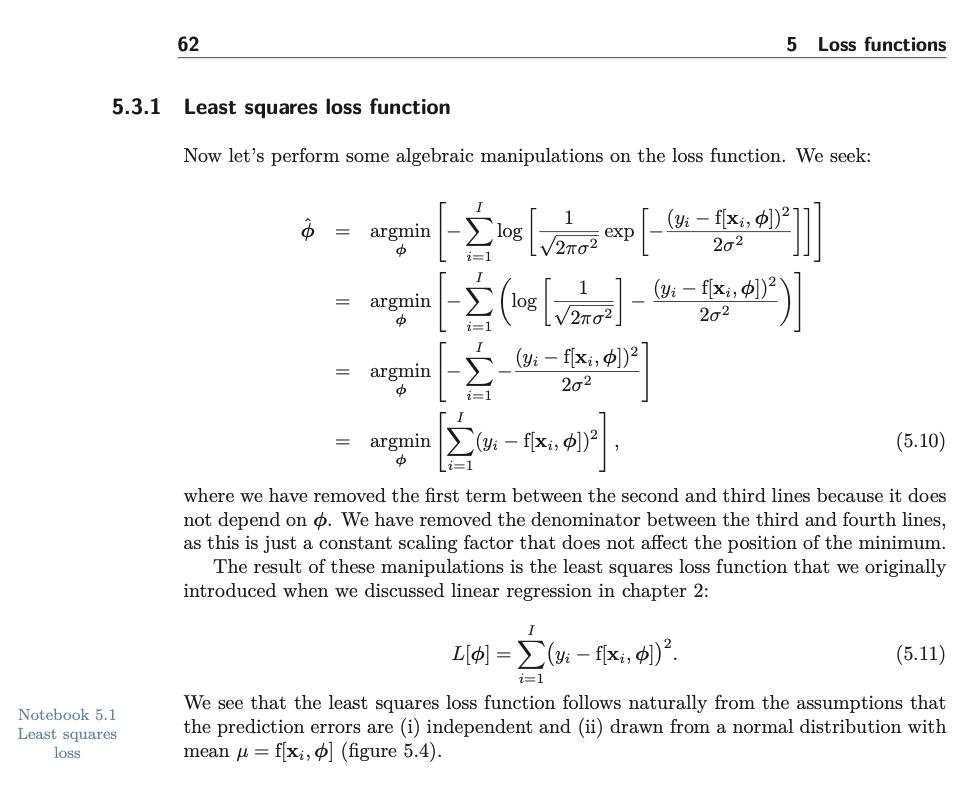 62 5 Loss functions
5.3.1 Least squares loss function
Now let's perform some algebraic manipulations on the loss function. We seek:
$\hat{\boldsymbol{\phi}} = \underset{\boldsymbol{\phi}}{\operatorname{argmin}} \left[ -\sum_{i=1}^{I} \log \left[ \frac{1}{\sqrt{2\pi\sigma^2}} \exp \left[ -\frac{(y_i - \mathrm{f}[\mathbf{x}_i, \boldsymbol{\phi}])^2}{2\sigma^2} \right] \right] \right]$
$= \underset{\boldsymbol{\phi}}{\operatorname{argmin}} \left[ -\sum_{i=1}^{I} \left( \log \left[ \frac{1}{\sqrt{2\pi\sigma^2}} \right] - \frac{(y_i - \mathrm{f}[\mathbf{x}_i, \boldsymbol{\phi}])^2}{2\sigma^2} \right) \right]$
$= \underset{\boldsymbol{\phi}}{\operatorname{argmin}} \left[ -\sum_{i=1}^{I} -\frac{(y_i - \mathrm{f}[\mathbf{x}_i, \boldsymbol{\phi}])^2}{2\sigma^2} \right]$
$= \underset{\boldsymbol{\phi}}{\operatorname{argmin}} \left[ \sum_{i=1}^{I} (y_i - \mathrm{f}[\mathbf{x}_i, \boldsymbol{\phi}])^2 \right],$ (5.10)
where we have removed the first term between the second and third lines because it does
not depend on $\boldsymbol{\phi}$. We have removed the denominator between the third and fourth lines,
as this is just a constant scaling factor that does not affect the position of the minimum.
The result of these manipulations is the least squares loss function that we originally
introduced when we discussed linear regression in chapter 2:
$L[\boldsymbol{\phi}] = \sum_{i=1}^{I} \left( y_i - \mathrm{f}[\mathbf{x}_i, \boldsymbol{\phi}] \right)^2.$ (5.11)
We see that the least squares loss function follows naturally from the assumptions that
the prediction errors are (i) independent and (ii) drawn from a normal distribution with
mean $\mu = \mathrm{f}[\mathbf{x}_i, \boldsymbol{\phi}]$ (figure 5.4).
Notebook 5.1
Least squares
loss